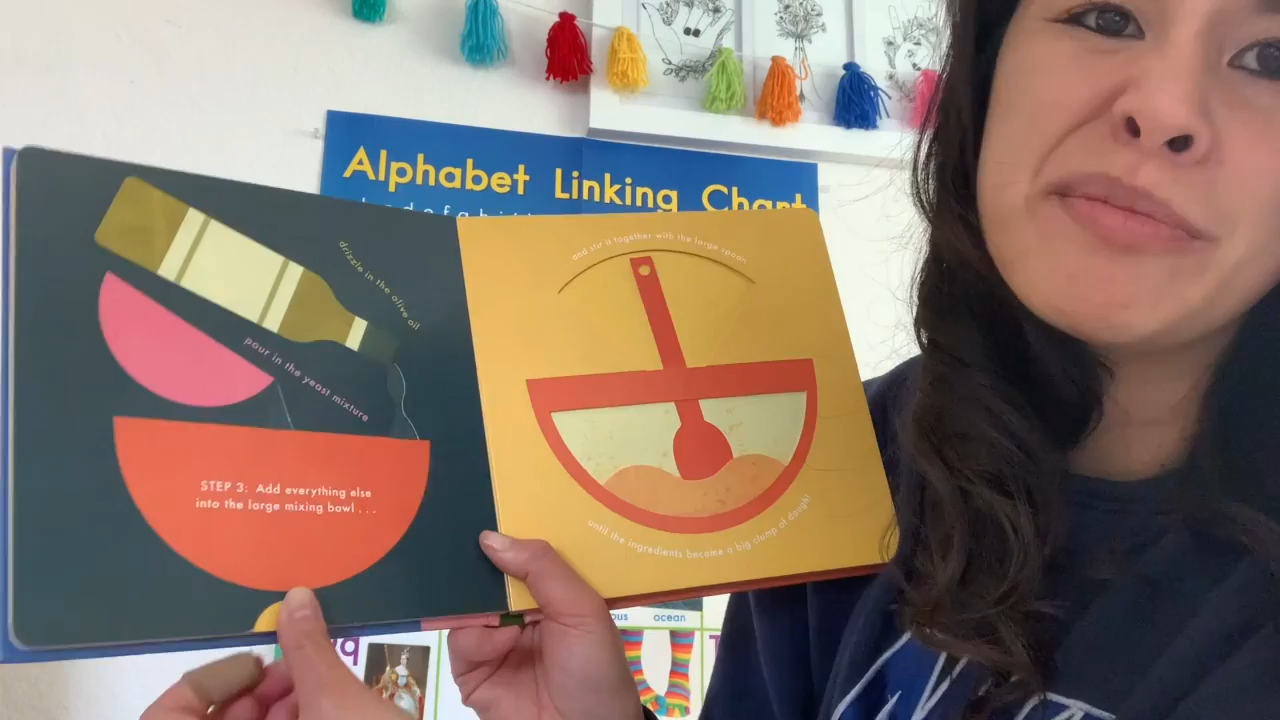 Alphabet Linking Chart
drizzle in the olive oil
pour in the yeast mixture
STEP 3: Add everything else
into the large mixing bowl . . .
and stir it together with the large spoon
until the ingredients become a big clump of dough!
ocean